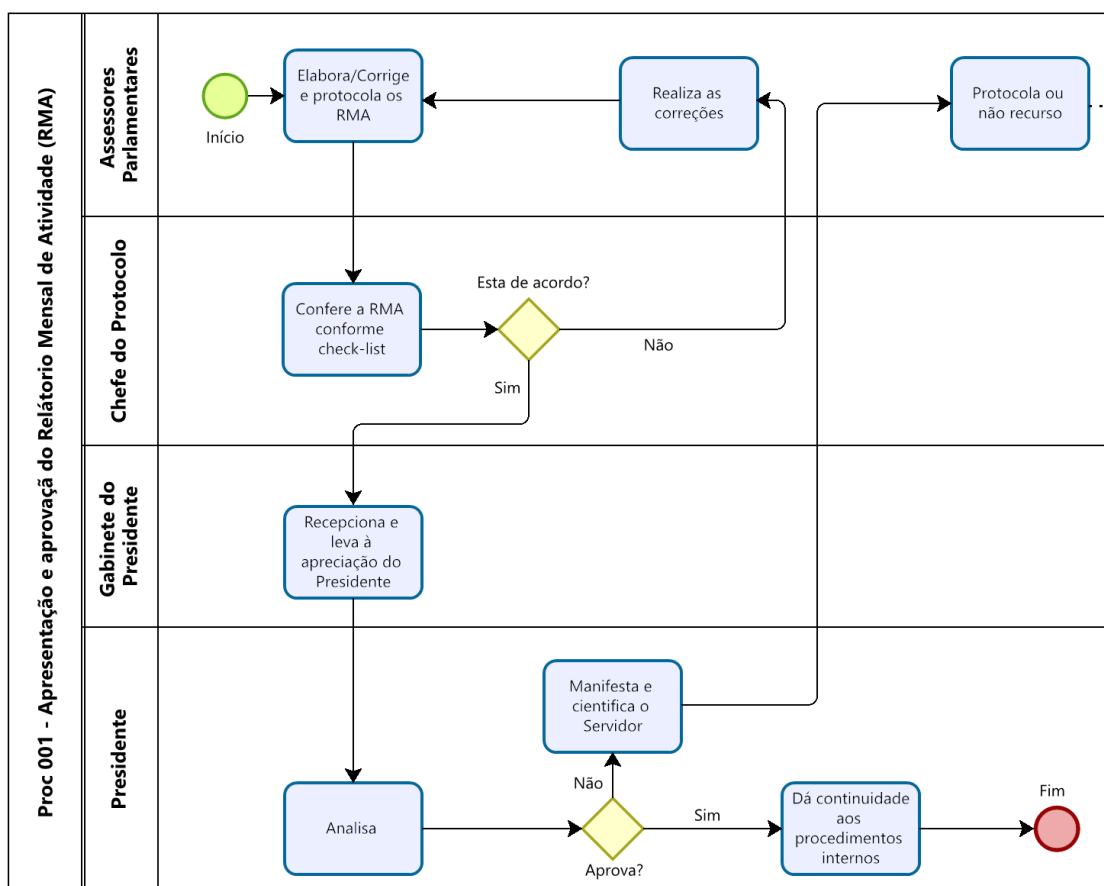 Proc 001 - Apresentação e aprovaçã do Relátorio Mensal de Atividade (RMA)
Assessores
Parlamentares
Início
Elabora/Corrige
e protocola os
RMA
Realiza as
correções
Protocola ou
não recurso
Chefe do Protocolo
Confere a RMA
conforme
check-list
Esta de acordo?
Não
Sim
Gabinete do
Presidente
Recepciona e
leva à
apreciação do
Presidente
Presidente
Analisa
Manifesta e
cientifica o
Servidor
Não
Aprova?
Sim
Dá continuidade
aos
procedimentos
internos
Fim